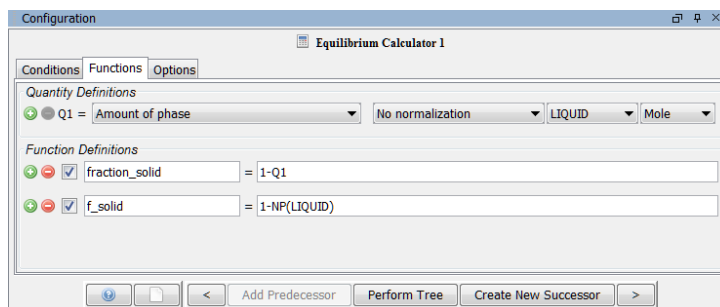 Configuration
Equilibrium Calculator 1
Conditions Functions Options
Quantity Definitions
Q1 = Amount of phase No normalization LIQUID Mole
Function Definitions
fraction_solid = 1-Q1
f_solid = 1-NP(LIQUID)
< Add Predecessor Perform Tree Create New Successor >